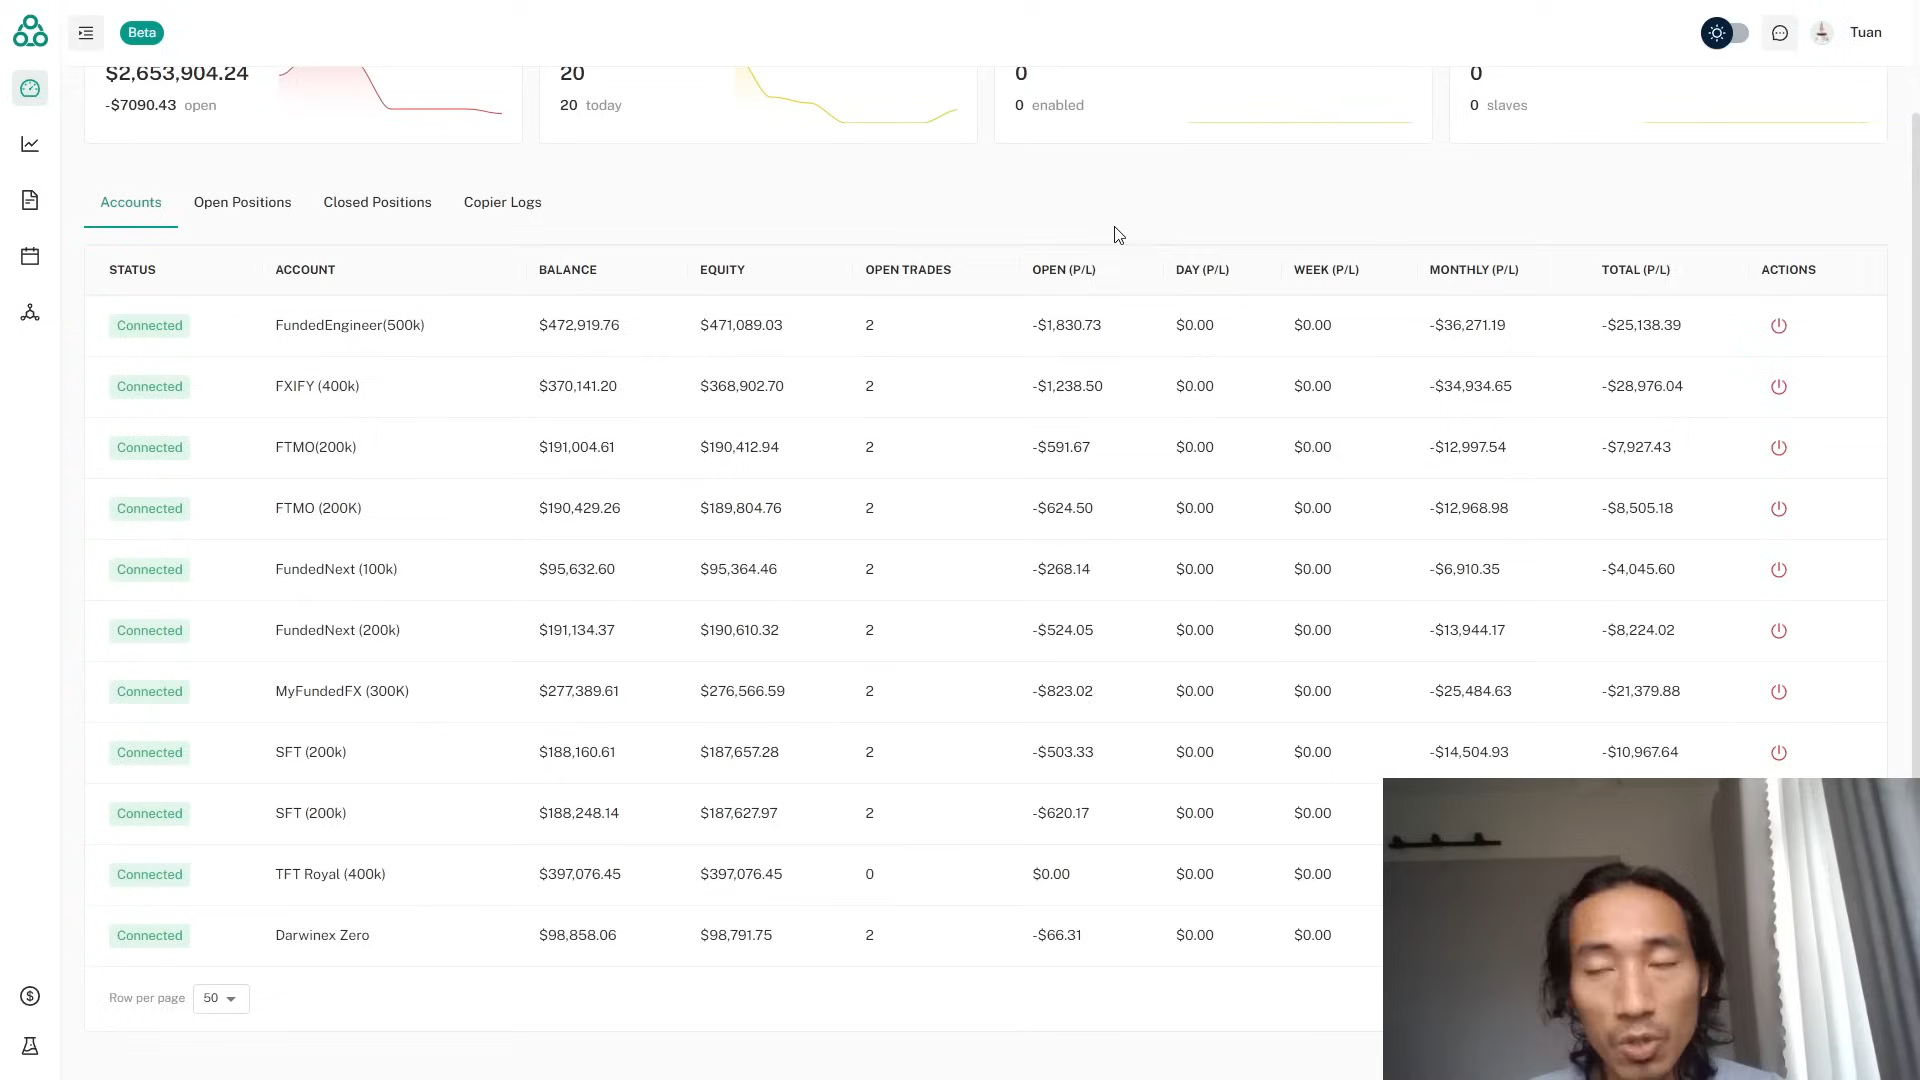 Beta
Tuan
$2,653,904.24
-$7090.43 open
20
20 today
0
0 enabled
0
0 slaves
Accounts Open Positions Closed Positions Copier Logs
STATUS ACCOUNT BALANCE EQUITY OPEN TRADES OPEN (P/L) DAY (P/L) WEEK (P/L) MONTHLY (P/L) TOTAL (P/L) ACTIONS
Connected FundedEngineer(500k) $472,919.76 $471,089.03 2 -$1,830.73 $0.00 $0.00 -$36,271.19 -$25,138.39
Connected FXIFY (400k) $370,141.20 $368,902.70 2 -$1,238.50 $0.00 $0.00 -$34,934.65 -$28,976.04
Connected FTMO(200k) $191,004.61 $190,412.94 2 -$591.67 $0.00 $0.00 -$12,997.54 -$7,927.43
Connected FTMO (200K) $190,429.26 $189,804.76 2 -$624.50 $0.00 $0.00 -$12,968.98 -$8,505.18
Connected FundedNext (100k) $95,632.60 $95,364.46 2 -$268.14 $0.00 $0.00 -$6,910.35 -$4,045.60
Connected FundedNext (200k) $191,134.37 $190,610.32 2 -$524.05 $0.00 $0.00 -$13,944.17 -$8,224.02
Connected MyFundedFX (300K) $277,389.61 $276,566.59 2 -$823.02 $0.00 $0.00 -$25,484.63 -$21,379.88
Connected SFT (200k) $188,160.61 $187,657.28 2 -$503.33 $0.00 $0.00 -$14,504.93 -$10,967.64
Connected SFT (200k) $188,248.14 $187,627.97 2 -$620.17 $0.00 $0.00
Connected TFT Royal (400k) $397,076.45 $397,076.45 0 $0.00 $0.00 $0.00
Connected Darwinex Zero $98,858.06 $98,791.75 2 -$66.31 $0.00 $0.00
Row per page 50